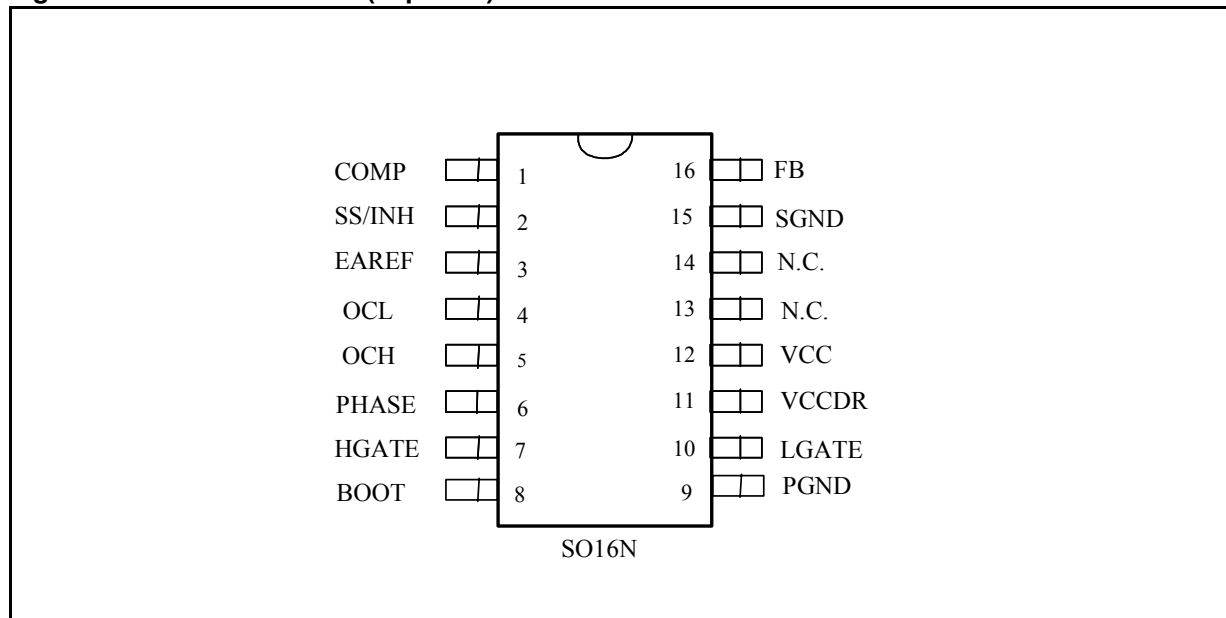 COMP 1 16 FB
SS/INH 2 15 SGND
EAREF 3 14 N.C.
OCL 4 13 N.C.
OCH 5 12 VCC
PHASE 6 11 VCCDR
HGATE 7 10 LGATE
BOOT 8 9 PGND
SO16N